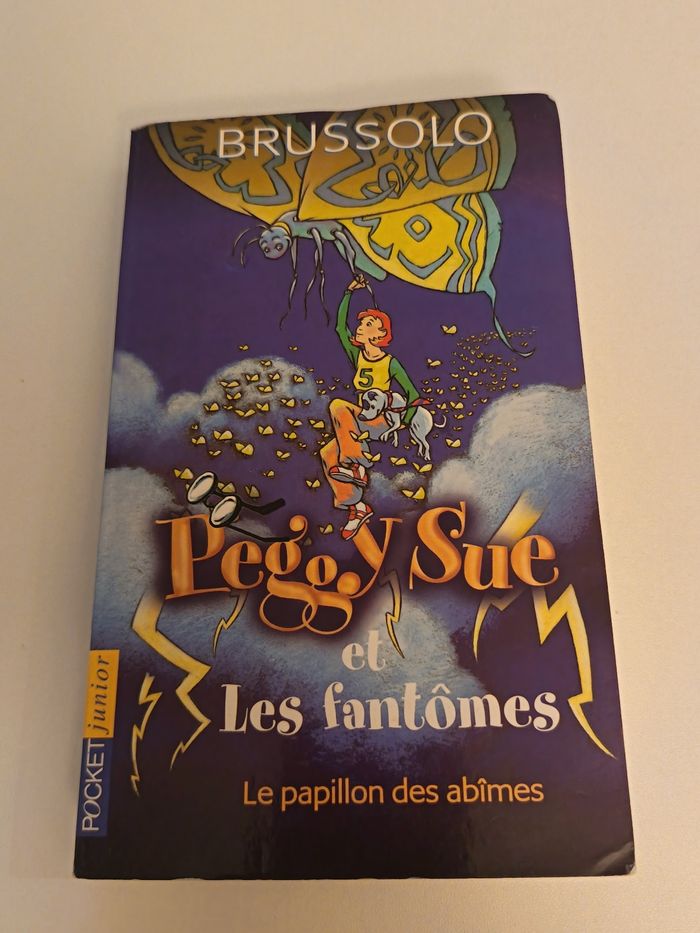 BRUSSOLO
5
Peggy Sue
et
Les fantômes
Le papillon des abîmes
POCKET junior